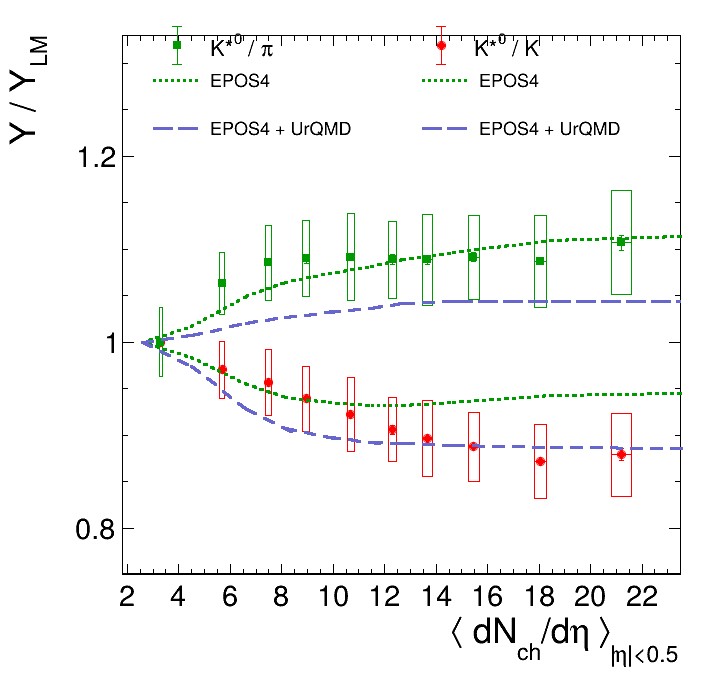 Y / Y_LM
K*⁰ / π K*⁰ / K
EPOS4 EPOS4
EPOS4 + UrQMD EPOS4 + UrQMD
1.2
1
0.8
2 4 6 8 10 12 14 16 18 20 22
⟨ dN_ch/dη ⟩_|η|<0.5